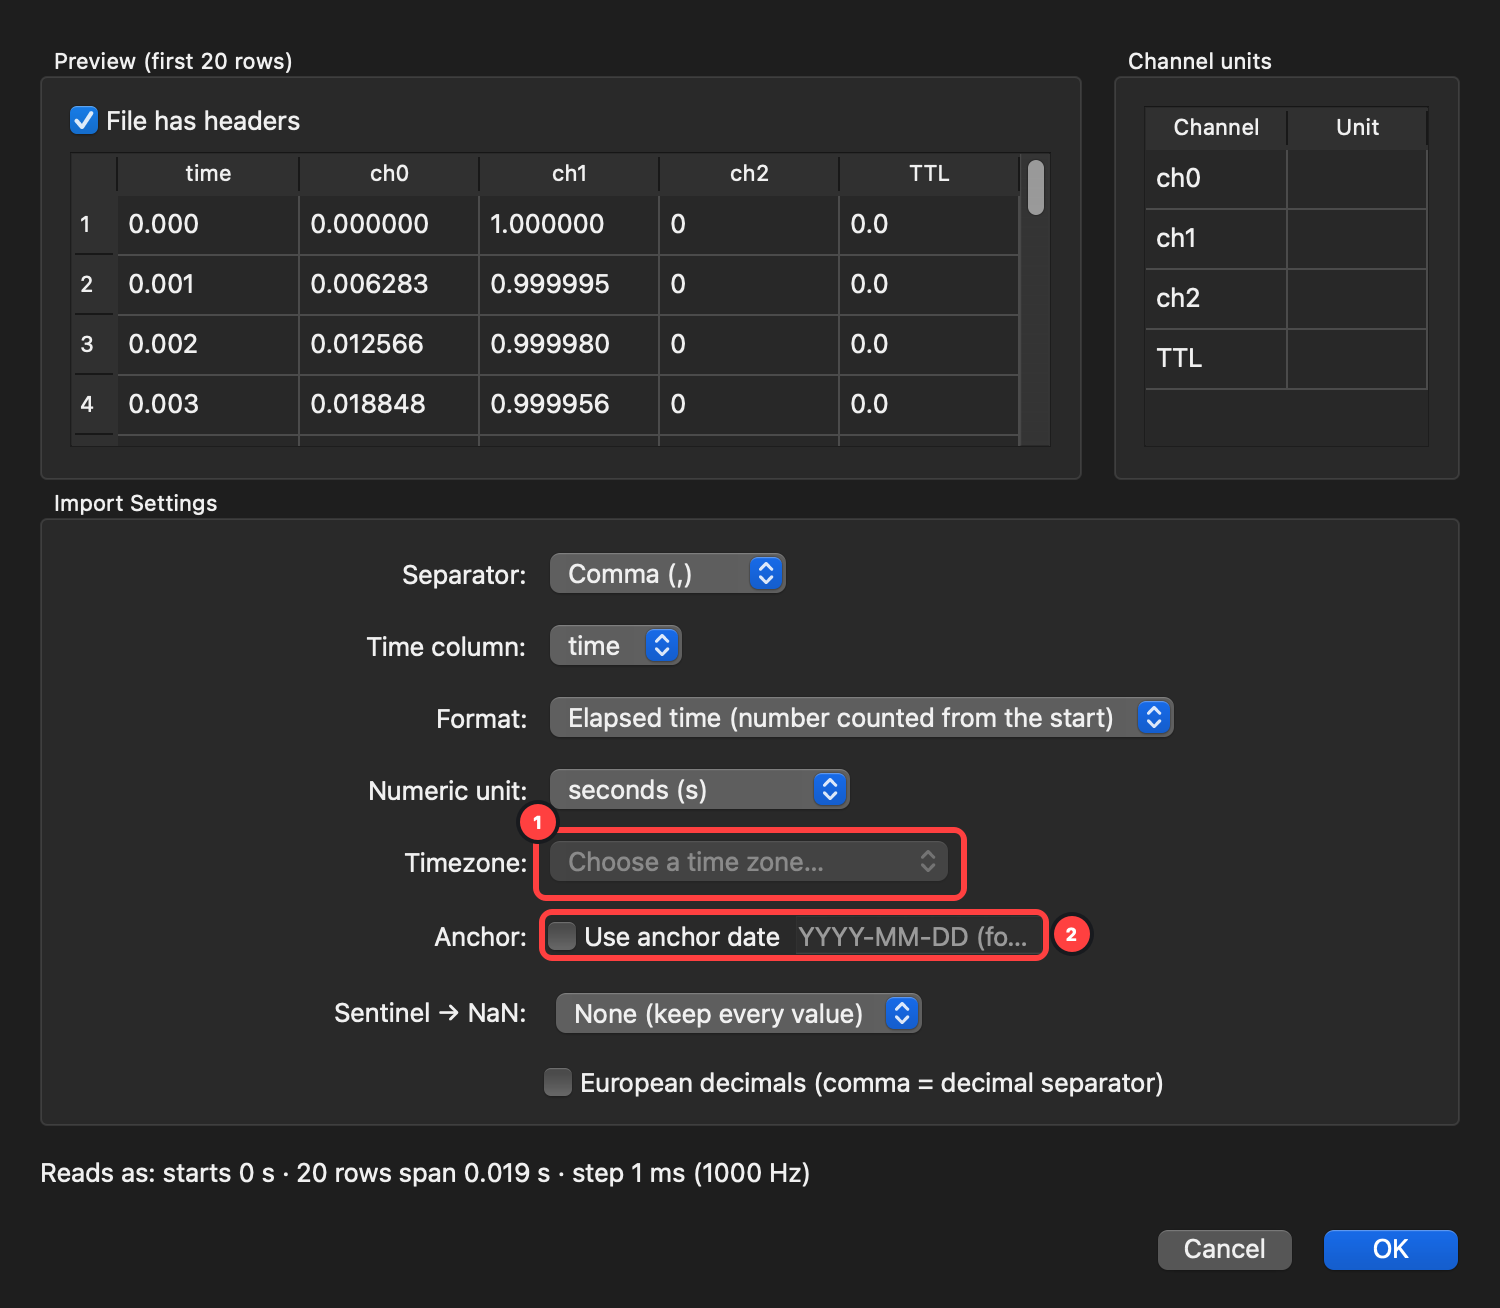 Preview (first 20 rows)
File has headers
time ch0 ch1 ch2 TTL
1 0.000 0.000000 1.000000 0 0.0
2 0.001 0.006283 0.999995 0 0.0
3 0.002 0.012566 0.999980 0 0.0
4 0.003 0.018848 0.999956 0 0.0
Channel units
Channel Unit
ch0
ch1
ch2
TTL
Import Settings
Separator: Comma (,)
Time column: time
Format: Elapsed time (number counted from the start)
Numeric unit: seconds (s)
1
Timezone: Choose a time zone...
Anchor: Use anchor date YYYY-MM-DD (fo... 2
Sentinel → NaN: None (keep every value)
European decimals (comma = decimal separator)
Reads as: starts 0 s · 20 rows span 0.019 s · step 1 ms (1000 Hz)
Cancel OK